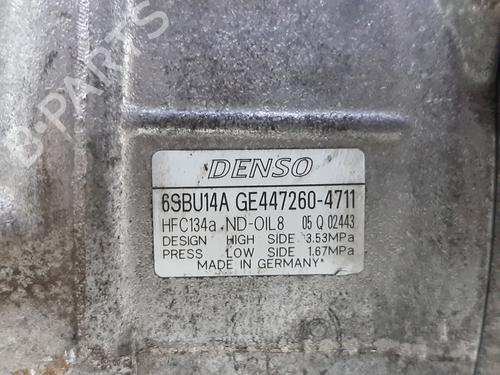 B-PARTS
DENSO
6SBU14A GE447260-4711
HFC134a ND-OIL8 05 Q 02443
DESIGN HIGH SIDE 3.53MPa
PRESS LOW SIDE 1.67MPa
MADE IN GERMANY*